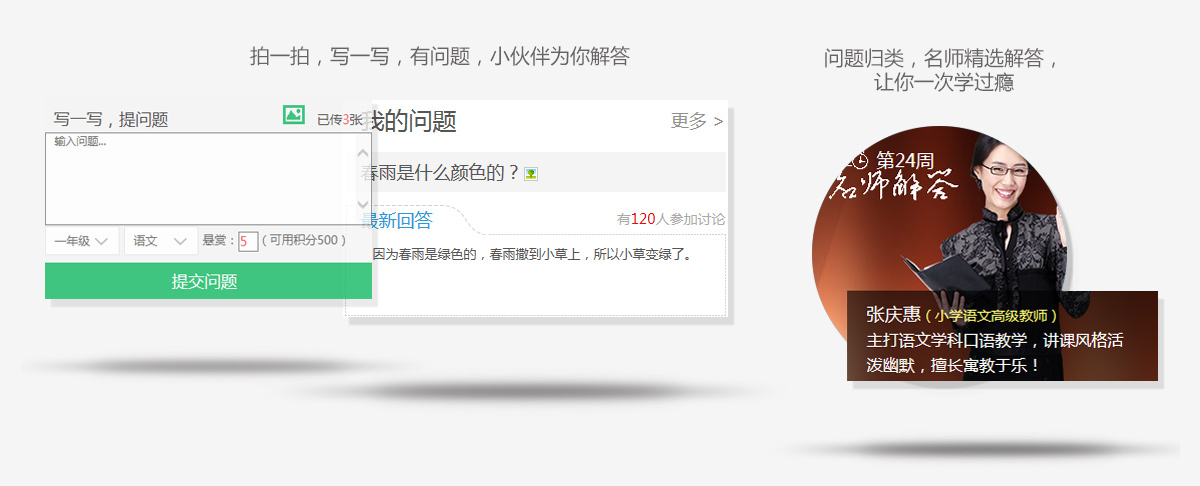 拍一拍，写一写，有问题，小伙伴为你解答
写一写，提问题
已传3张
输入问题...
一年级
语文
悬赏：5（可用积分500）
提交问题
我的问题
更多 >
春雨是什么颜色的？
最新回答
有120人参加讨论
因为春雨是绿色的，春雨撒到小草上，所以小草变绿了。
问题归类，名师精选解答，
让你一次学过瘾
第24周
名师解答
张庆惠（小学语文高级教师）
主打语文学科口语教学，讲课风格活
泼幽默，擅长寓教于乐！